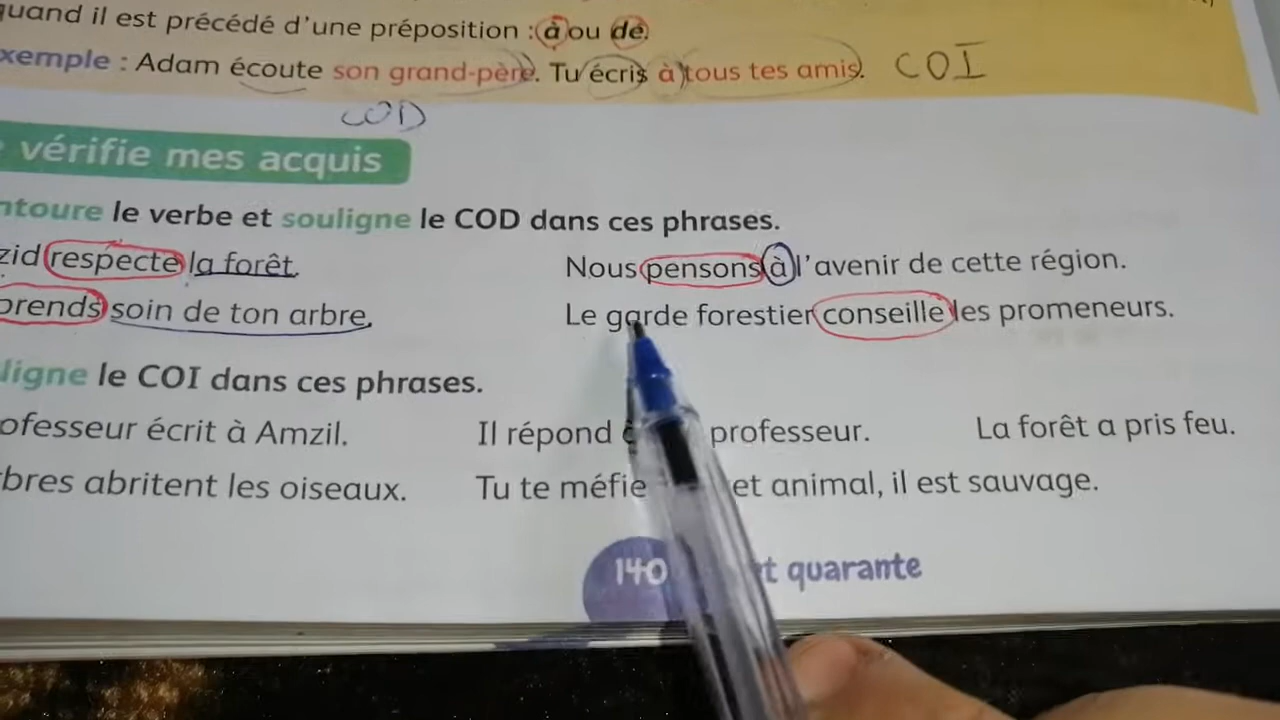 quand il est précédé d'une préposition : à ou de.
xemple : Adam écoute son grand-père. Tu écris à tous tes amis. COI
COD
vérifie mes acquis
ntoure le verbe et souligne le COD dans ces phrases.
zid respecte la forêt. Nous pensons à l'avenir de cette région.
prends soin de ton arbre. Le garde forestier conseille les promeneurs.
ligne le COI dans ces phrases.
ofesseur écrit à Amzil. Il répond professeur. La forêt a pris feu.
bres abritent les oiseaux. Tu te méfie et animal, il est sauvage.
140 t quarante